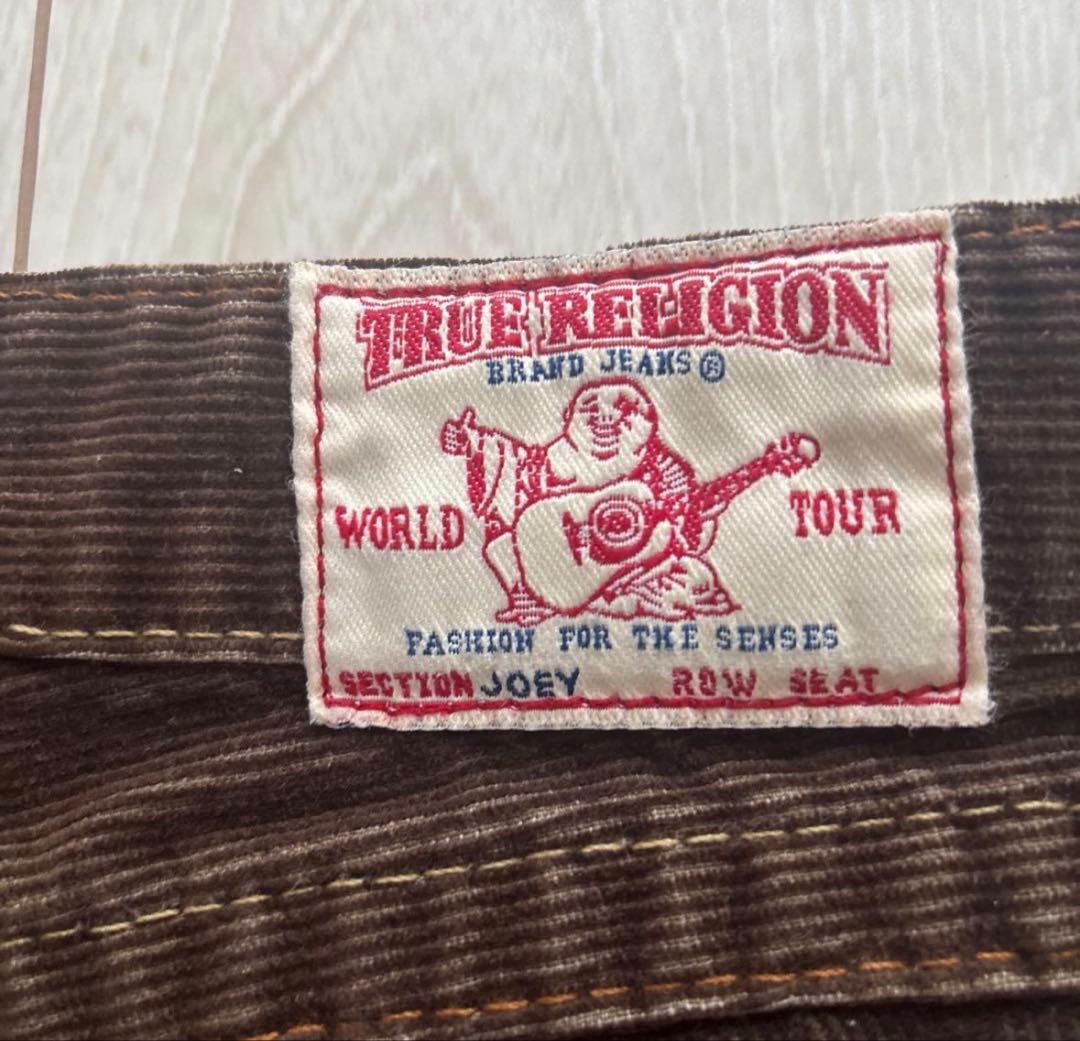 TRUE RELIGION
BRAND JEANS®
WORLD TOUR
FASHION FOR THE SENSES
SECTION JOEY ROW SEAT